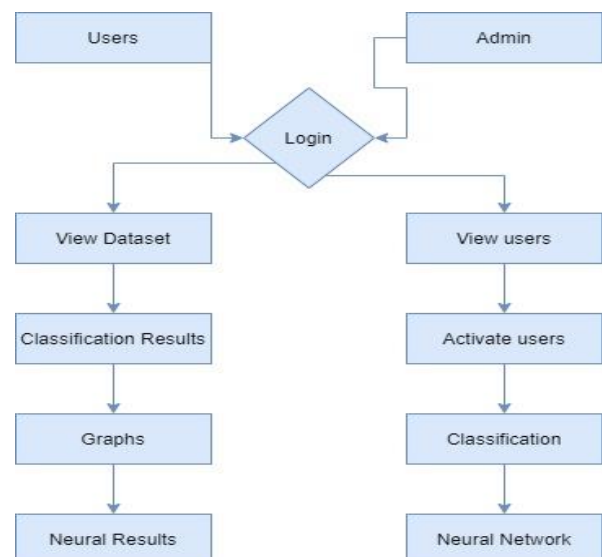 Users
Admin
Login
View Dataset
View users
Classification Results
Activate users
Graphs
Classification
Neural Results
Neural Network